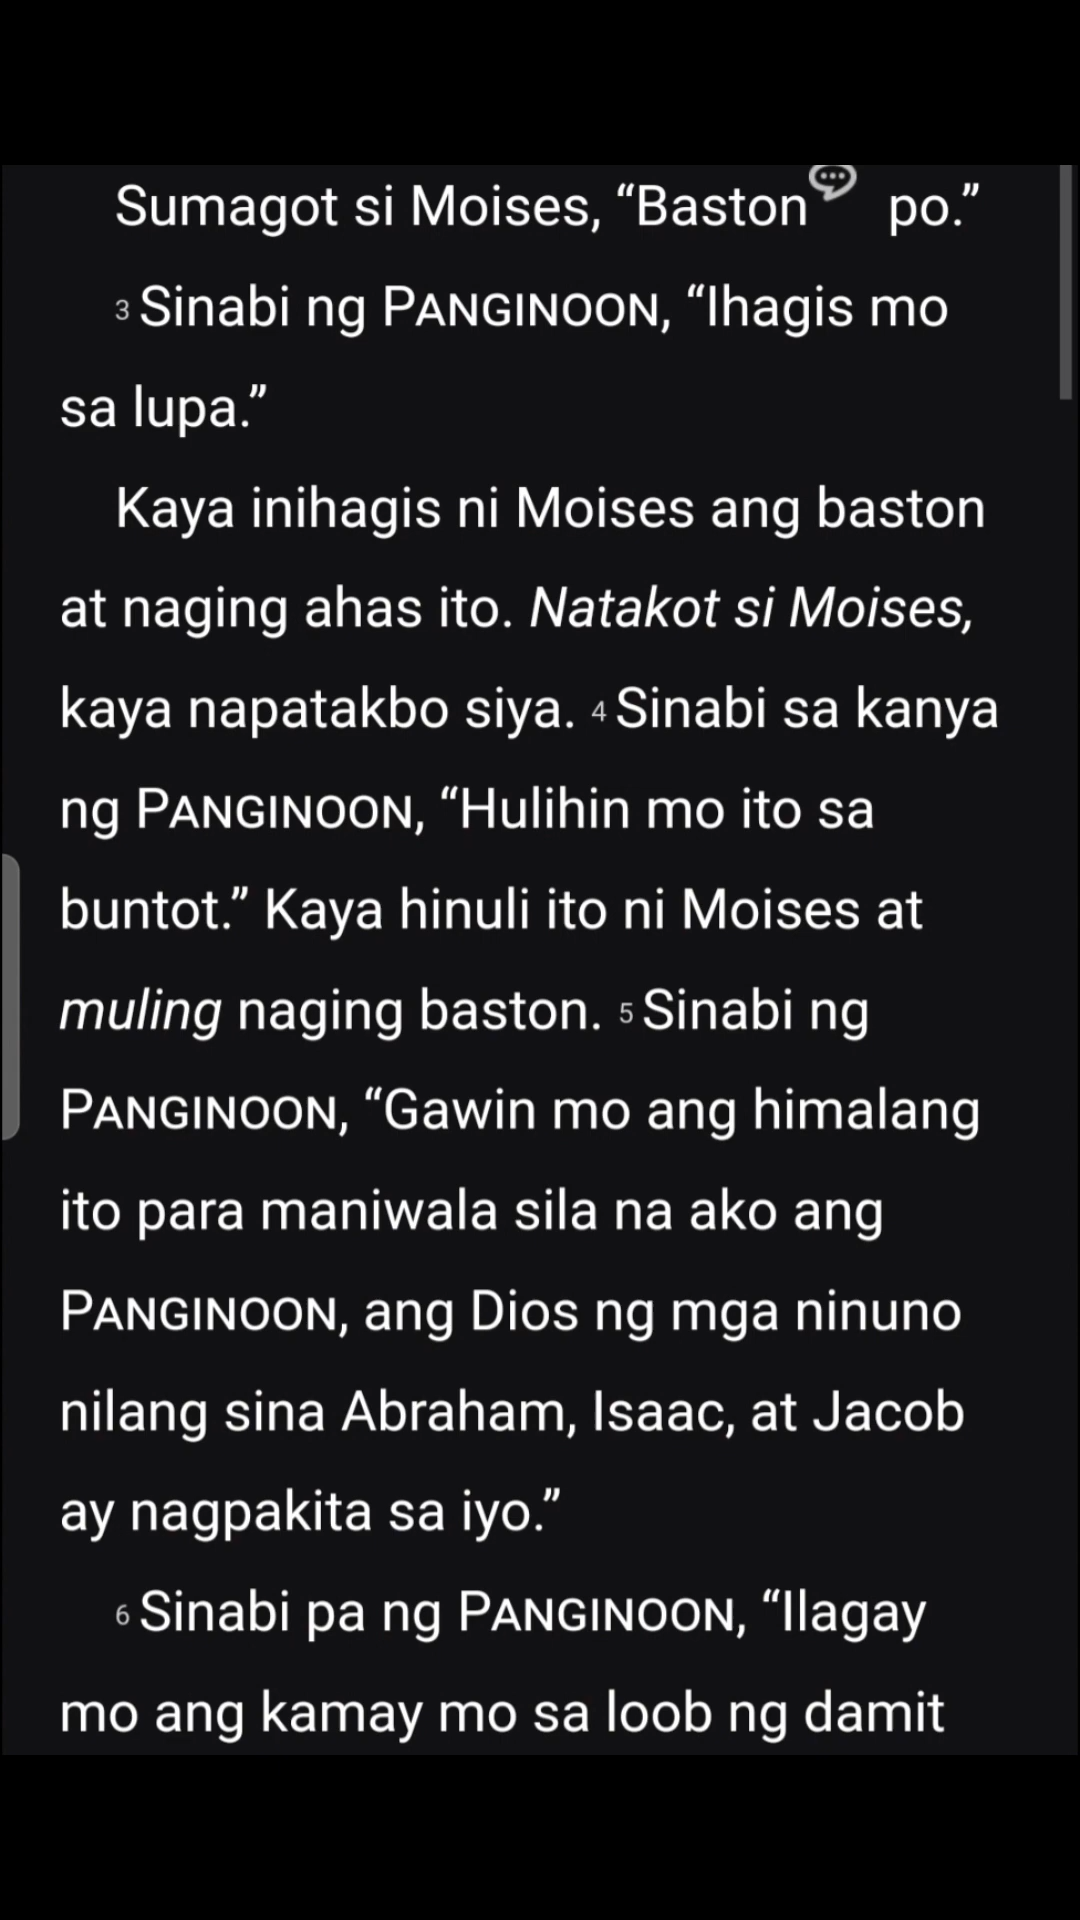 Sumagot si Moises, “Baston po.”
3 Sinabi ng PANGINOON, “Ihagis mo
sa lupa.”
Kaya inihagis ni Moises ang baston
at naging ahas ito. Natakot si Moises,
kaya napatakbo siya. 4 Sinabi sa kanya
ng PANGINOON, “Hulihin mo ito sa
buntot.” Kaya hinuli ito ni Moises at
muling naging baston. 5 Sinabi ng
PANGINOON, “Gawin mo ang himalang
ito para maniwala sila na ako ang
PANGINOON, ang Dios ng mga ninuno
nilang sina Abraham, Isaac, at Jacob
ay nagpakita sa iyo.”
6 Sinabi pa ng PANGINOON, “Ilagay
mo ang kamay mo sa loob ng damit